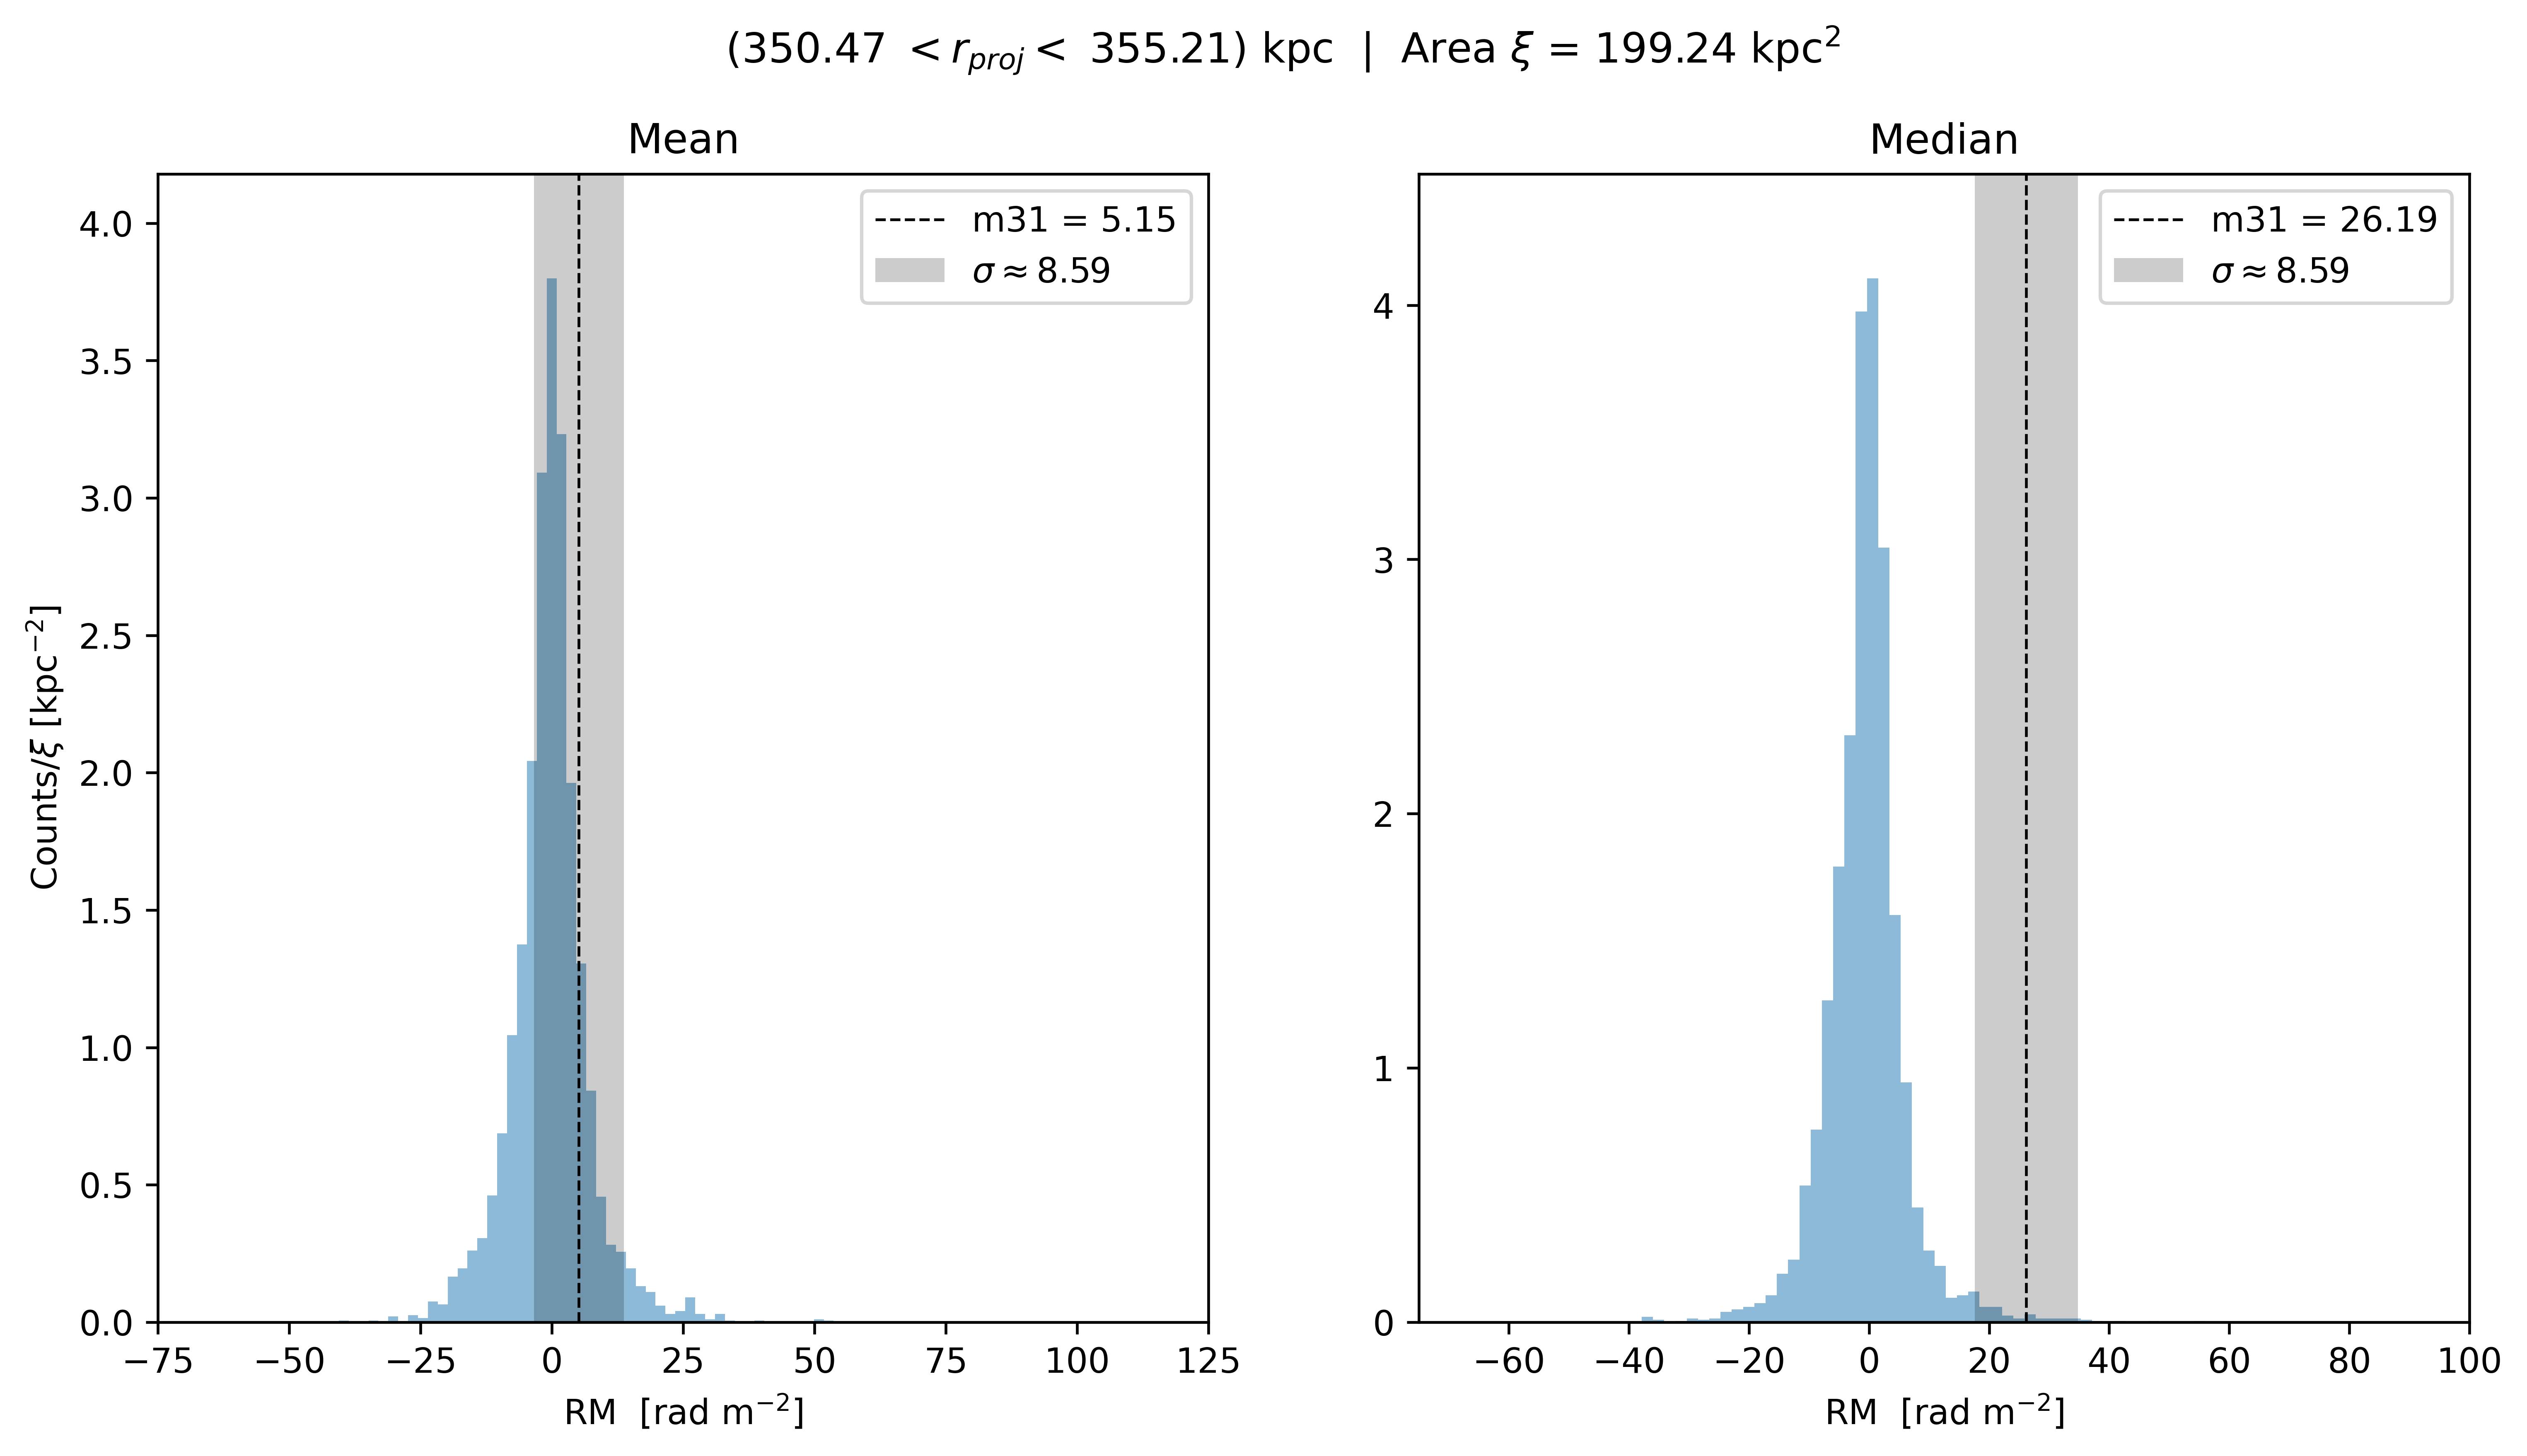 (350.47 < r_proj < 355.21) kpc | Area ξ = 199.24 kpc²
Mean
m31 = 5.15
σ ≈ 8.59
4.0
3.5
3.0
2.5
2.0
1.5
1.0
0.5
0.0
Counts/ξ [kpc⁻²]
−75 −50 −25 0 25 50 75 100 125
RM [rad m⁻²]
Median
m31 = 26.19
σ ≈ 8.59
4
3
2
1
0
−60 −40 −20 0 20 40 60 80 100
RM [rad m⁻²]